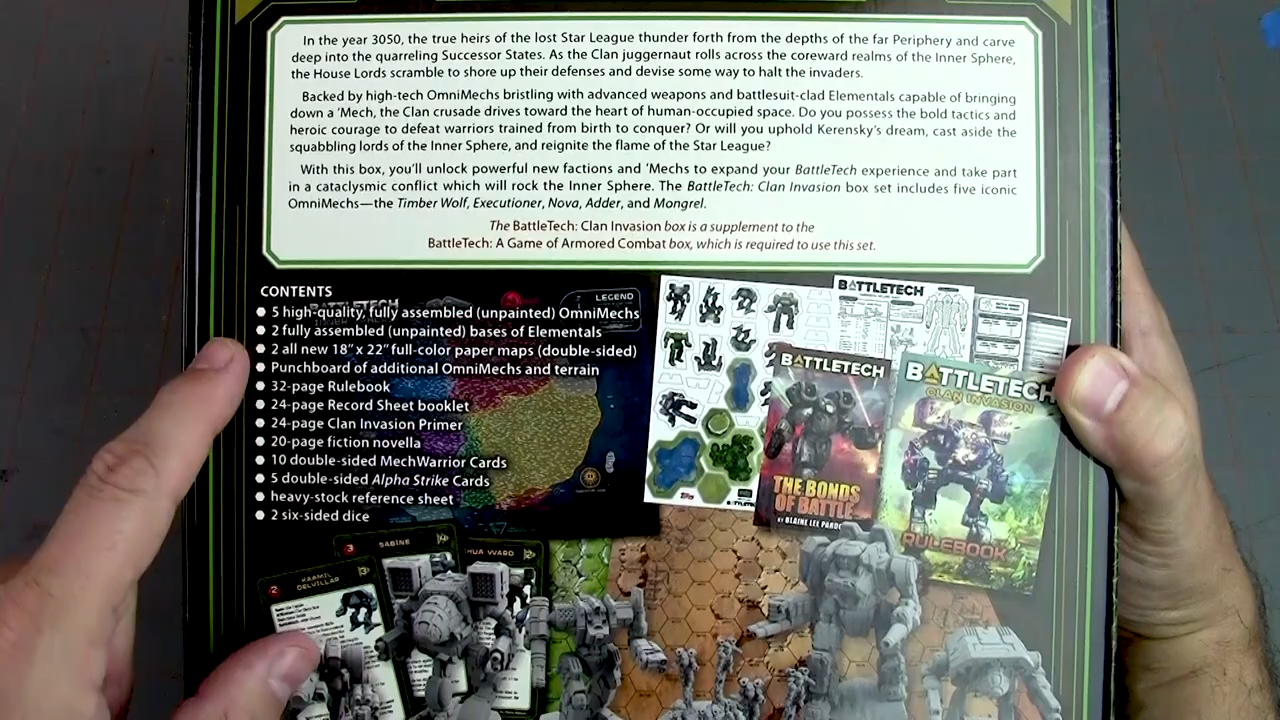 In the year 3050, the true heirs of the lost Star League thunder forth from the depths of the far Periphery and carve
deep into the quarreling Successor States. As the Clan juggernaut rolls across the coreward realms of the Inner Sphere,
the House Lords scramble to shore up their defenses and devise some way to halt the invaders.
Backed by high-tech OmniMechs bristling with advanced weapons and battlesuit-clad Elementals capable of bringing
down a 'Mech, the Clan crusade drives toward the heart of human-occupied space. Do you possess the bold tactics and
heroic courage to defeat warriors trained from birth to conquer? Or will you uphold Kerensky's dream, cast aside the
squabbling lords of the Inner Sphere, and reignite the flame of the Star League?
With this box, you'll unlock powerful new factions and 'Mechs to expand your BattleTech experience and take part
in a cataclysmic conflict which will rock the Inner Sphere. The BattleTech: Clan Invasion box set includes five iconic
OmniMechs—the Timber Wolf, Executioner, Nova, Adder, and Mongrel.
The BattleTech: Clan Invasion box is a supplement to the
BattleTech: A Game of Armored Combat box, which is required to use this set.
CONTENTS
BATTLETECH
LEGEND
● 5 high-quality, fully assembled (unpainted) OmniMechs
● 2 fully assembled (unpainted) bases of Elementals
● 2 all new 18" x 22" full-color paper maps (double-sided)
● Punchboard of additional OmniMechs and terrain
● 32-page Rulebook
● 24-page Record Sheet booklet
● 24-page Clan Invasion Primer
● 20-page fiction novella
● 10 double-sided MechWarrior Cards
● 5 double-sided Alpha Strike Cards
● heavy-stock reference sheet
● 2 six-sided dice
BATTLETECH
BATTLETECH
THE BONDS
OF BATTLE
BY BLAINE LEE PARDOE
BATTLETECH
CLAN INVASION
RULEBOOK
topps
3 SABINE
HUA WARD
2 KARMIL
DELVILLAR 3